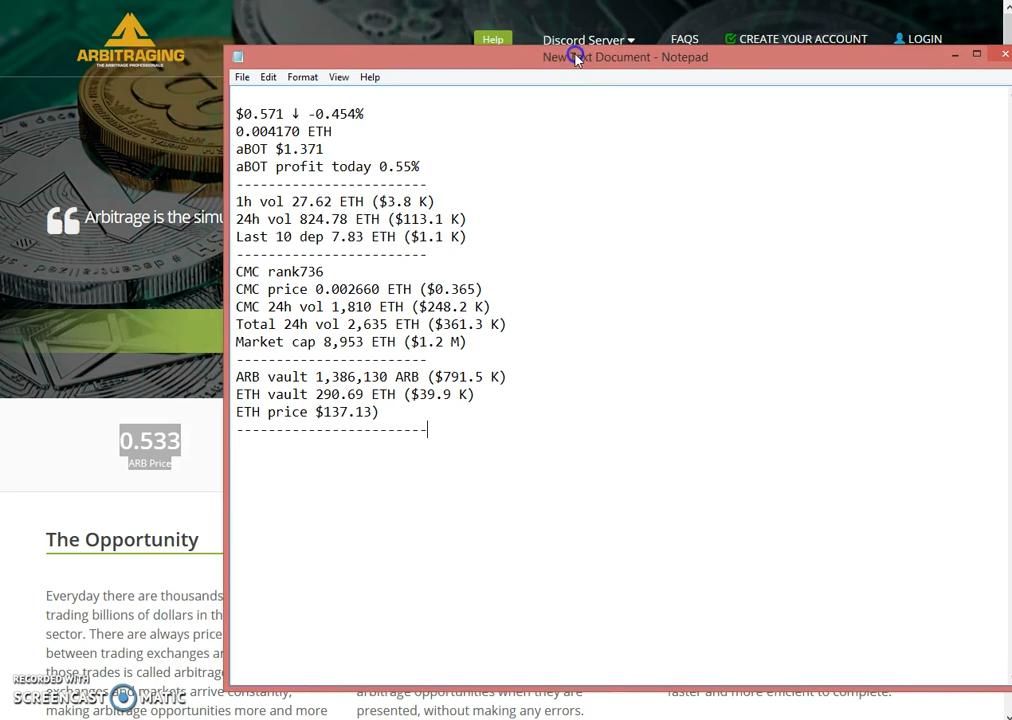 ARBITRAGING
THE ARBITRAGE PROFESSIONALS
Help
Discord Server
FAQS
CREATE YOUR ACCOUNT
LOGIN
New Text Document - Notepad
File Edit Format View Help
$0.571 ↓ -0.454%
0.004170 ETH
aBOT $1.371
aBOT profit today 0.55%
------------------------
1h vol 27.62 ETH ($3.8 K)
24h vol 824.78 ETH ($113.1 K)
Last 10 dep 7.83 ETH ($1.1 K)
------------------------
CMC rank736
CMC price 0.002660 ETH ($0.365)
CMC 24h vol 1,810 ETH ($248.2 K)
Total 24h vol 2,635 ETH ($361.3 K)
Market cap 8,953 ETH ($1.2 M)
------------------------
ARB vault 1,386,130 ARB ($791.5 K)
ETH vault 290.69 ETH ($39.9 K)
ETH price $137.13)
------------------------
Arbitrage is the simu
0.533
ARB Price
The Opportunity
Everyday there are thousands
trading billions of dollars in th
sector. There are always price
between trading exchanges ar
those trades is called arbitrag
exchanges and markets arrive constantly,
making arbitrage opportunities more and more
arbitrage opportunities when they are
presented, without making any errors.
faster and more efficient to complete.
RECORDED WITH
SCREENCAST MATIC